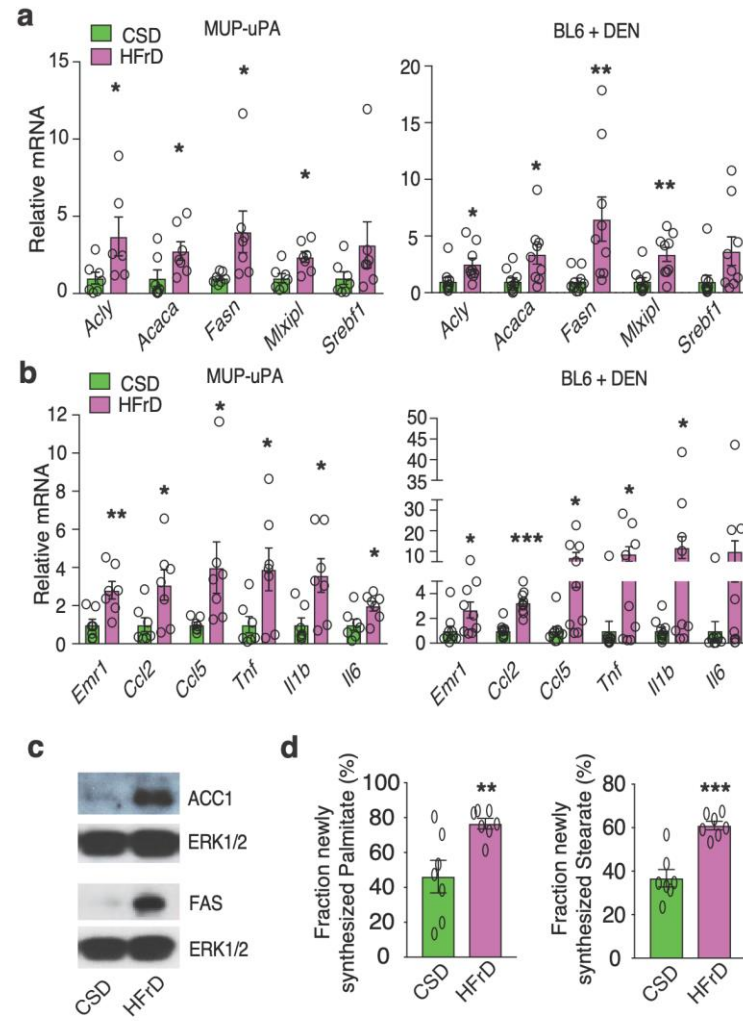 a
CSD
HFrD
MUP-uPA
BL6 + DEN
Relative mRNA
15
10
5
0
20
15
10
5
0
* * * *
* * ** **
Acly Acaca Fasn Mlxipl Srebf1
Acly Acaca Fasn Mlxipl Srebf1
b
CSD
HFrD
MUP-uPA
BL6 + DEN
Relative mRNA
12
10
8
6
4
2
0
50
45
40
35
30
20
10
4
2
0
** * * * * *
* *** * * *
Emr1 Ccl2 Ccl5 Tnf Il1b Il6
Emr1 Ccl2 Ccl5 Tnf Il1b Il6
c
ACC1
ERK1/2
FAS
ERK1/2
CSD HFrD
d
Fraction newly
synthesized Palmitate (%)
100
80
60
40
20
0
**
CSD HFrD
Fraction newly
synthesized Stearate (%)
80
60
40
20
0
***
CSD HFrD